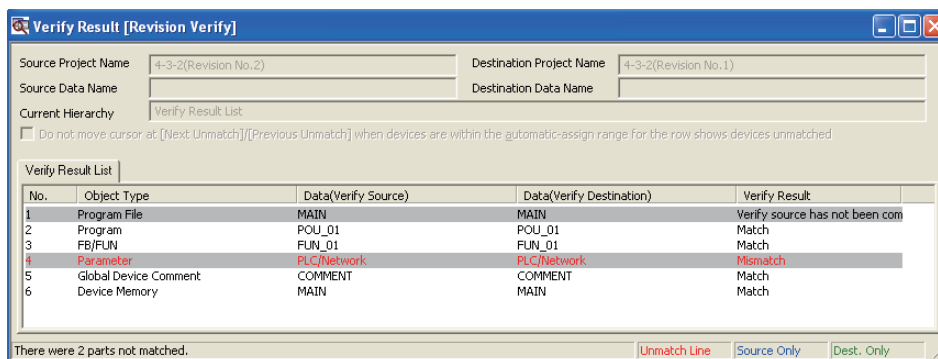 Verify Result [Revision Verify]
Source Project Name 4-3-2(Revision No.2) Destination Project Name 4-3-2(Revision No.1)
Source Data Name Destination Data Name
Current Hierarchy Verify Result List
Do not move cursor at [Next Unmatch]/[Previous Unmatch] when devices are within the automatic-assign range for the row shows devices unmatched
Verify Result List
No. Object Type Data(Verify Source) Data(Verify Destination) Verify Result
1 Program File MAIN MAIN Verify source has not been com
2 Program POU_01 POU_01 Match
3 FB/FUN FUN_01 FUN_01 Match
4 Parameter PLC/Network PLC/Network Mismatch
5 Global Device Comment COMMENT COMMENT Match
6 Device Memory MAIN MAIN Match
There were 2 parts not matched. Unmatch Line Source Only Dest. Only